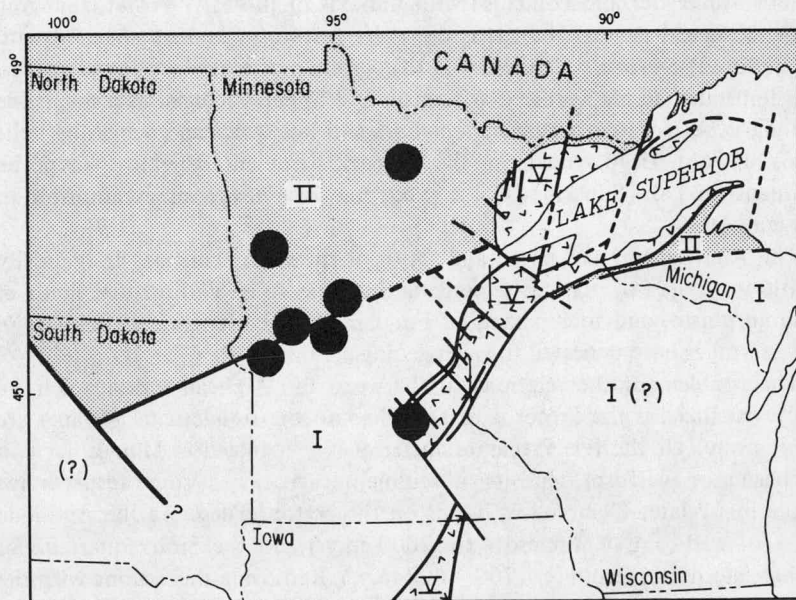 100° 95° 90°
49°
North Dakota Minnesota CANADA
II
V
LAKE SUPERIOR
II
Michigan I
V
South Dakota
45°
V I (?)
I
(?)
?
Iowa
V Wisconsin